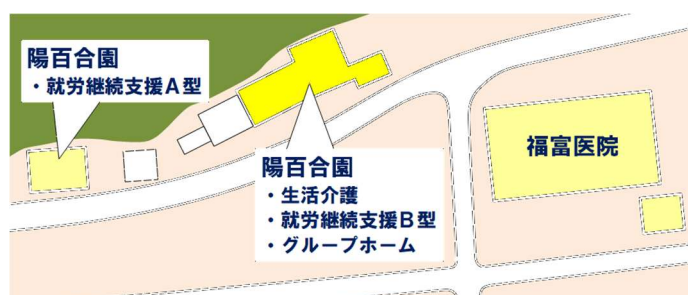 陽百合園
・就労継続支援A型
陽百合園
・生活介護
・就労継続支援B型
・グループホーム
福富医院